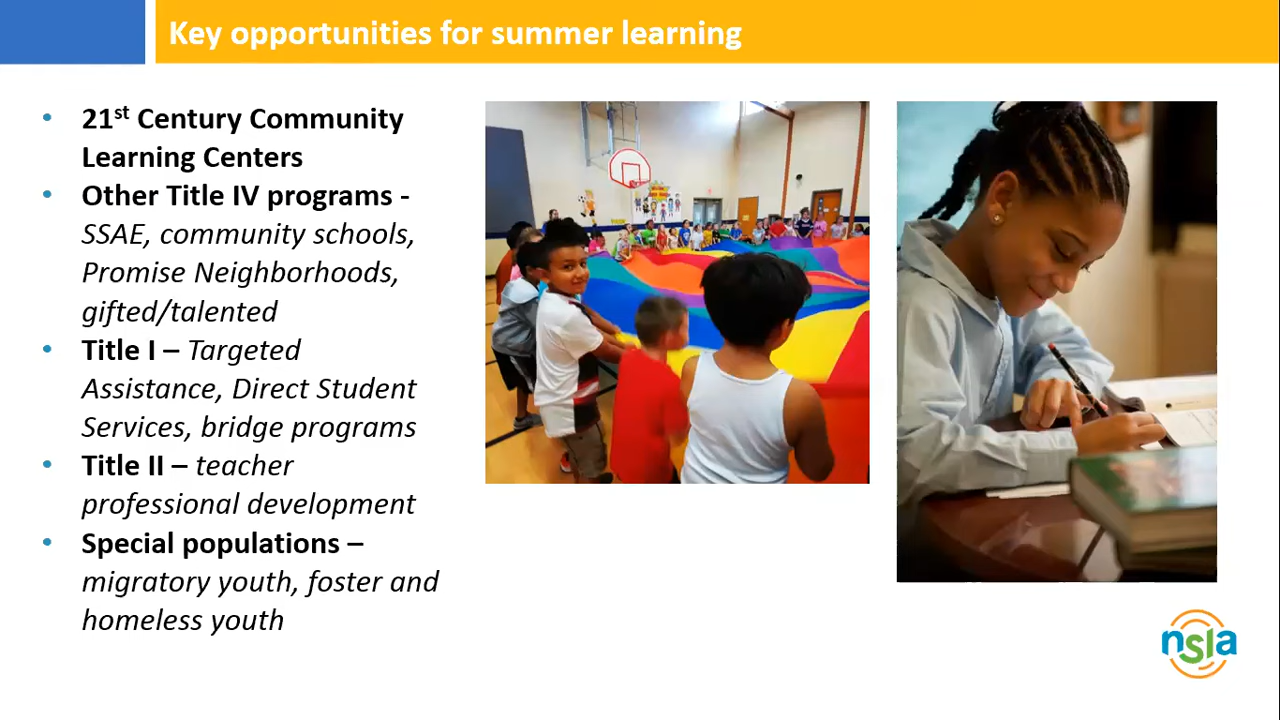 Key opportunities for summer learning
• 21st Century Community
Learning Centers
• Other Title IV programs -
SSAE, community schools,
Promise Neighborhoods,
gifted/talented
• Title I – Targeted
Assistance, Direct Student
Services, bridge programs
• Title II – teacher
professional development
• Special populations –
migratory youth, foster and
homeless youth
nsla